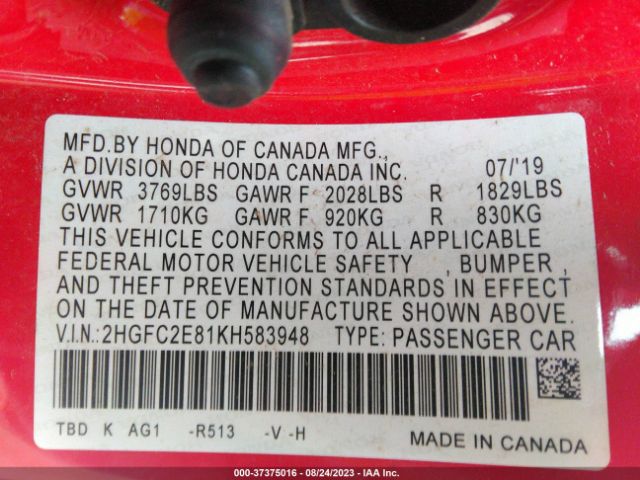 MFD.BY HONDA OF CANADA MFG.,
A DIVISION OF HONDA CANADA INC. 07/'19
GVWR 3769LBS GAWR F 2028LBS R 1829LBS
GVWR 1710KG GAWR F 920KG R 830KG
THIS VEHICLE CONFORMS TO ALL APPLICABLE
FEDERAL MOTOR VEHICLE SAFETY , BUMPER ,
AND THEFT PREVENTION STANDARDS IN EFFECT
ON THE DATE OF MANUFACTURE SHOWN ABOVE.
V.I.N.:2HGFC2E81KH583948 TYPE: PASSENGER CAR
TBD K AG1 -R513 -V -H
MADE IN CANADA
000-37375016 - 08/24/2023 - IAA Inc.